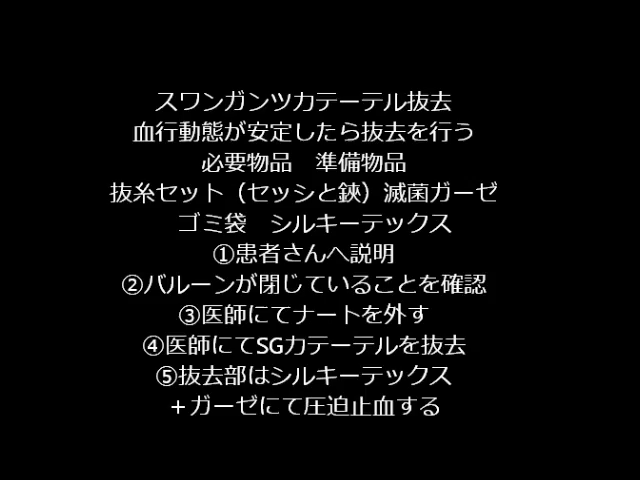 スワンガンツカテーテル抜去
血行動態が安定したら抜去を行う
必要物品　準備物品
抜糸セット（セッシと鋏）滅菌ガーゼ
ゴミ袋　シルキーテックス
①患者さんへ説明
②バルーンが閉じていることを確認
③医師にてナートを外す
④医師にてSGカテーテルを抜去
⑤抜去部はシルキーテックス
＋ガーゼにて圧迫止血する